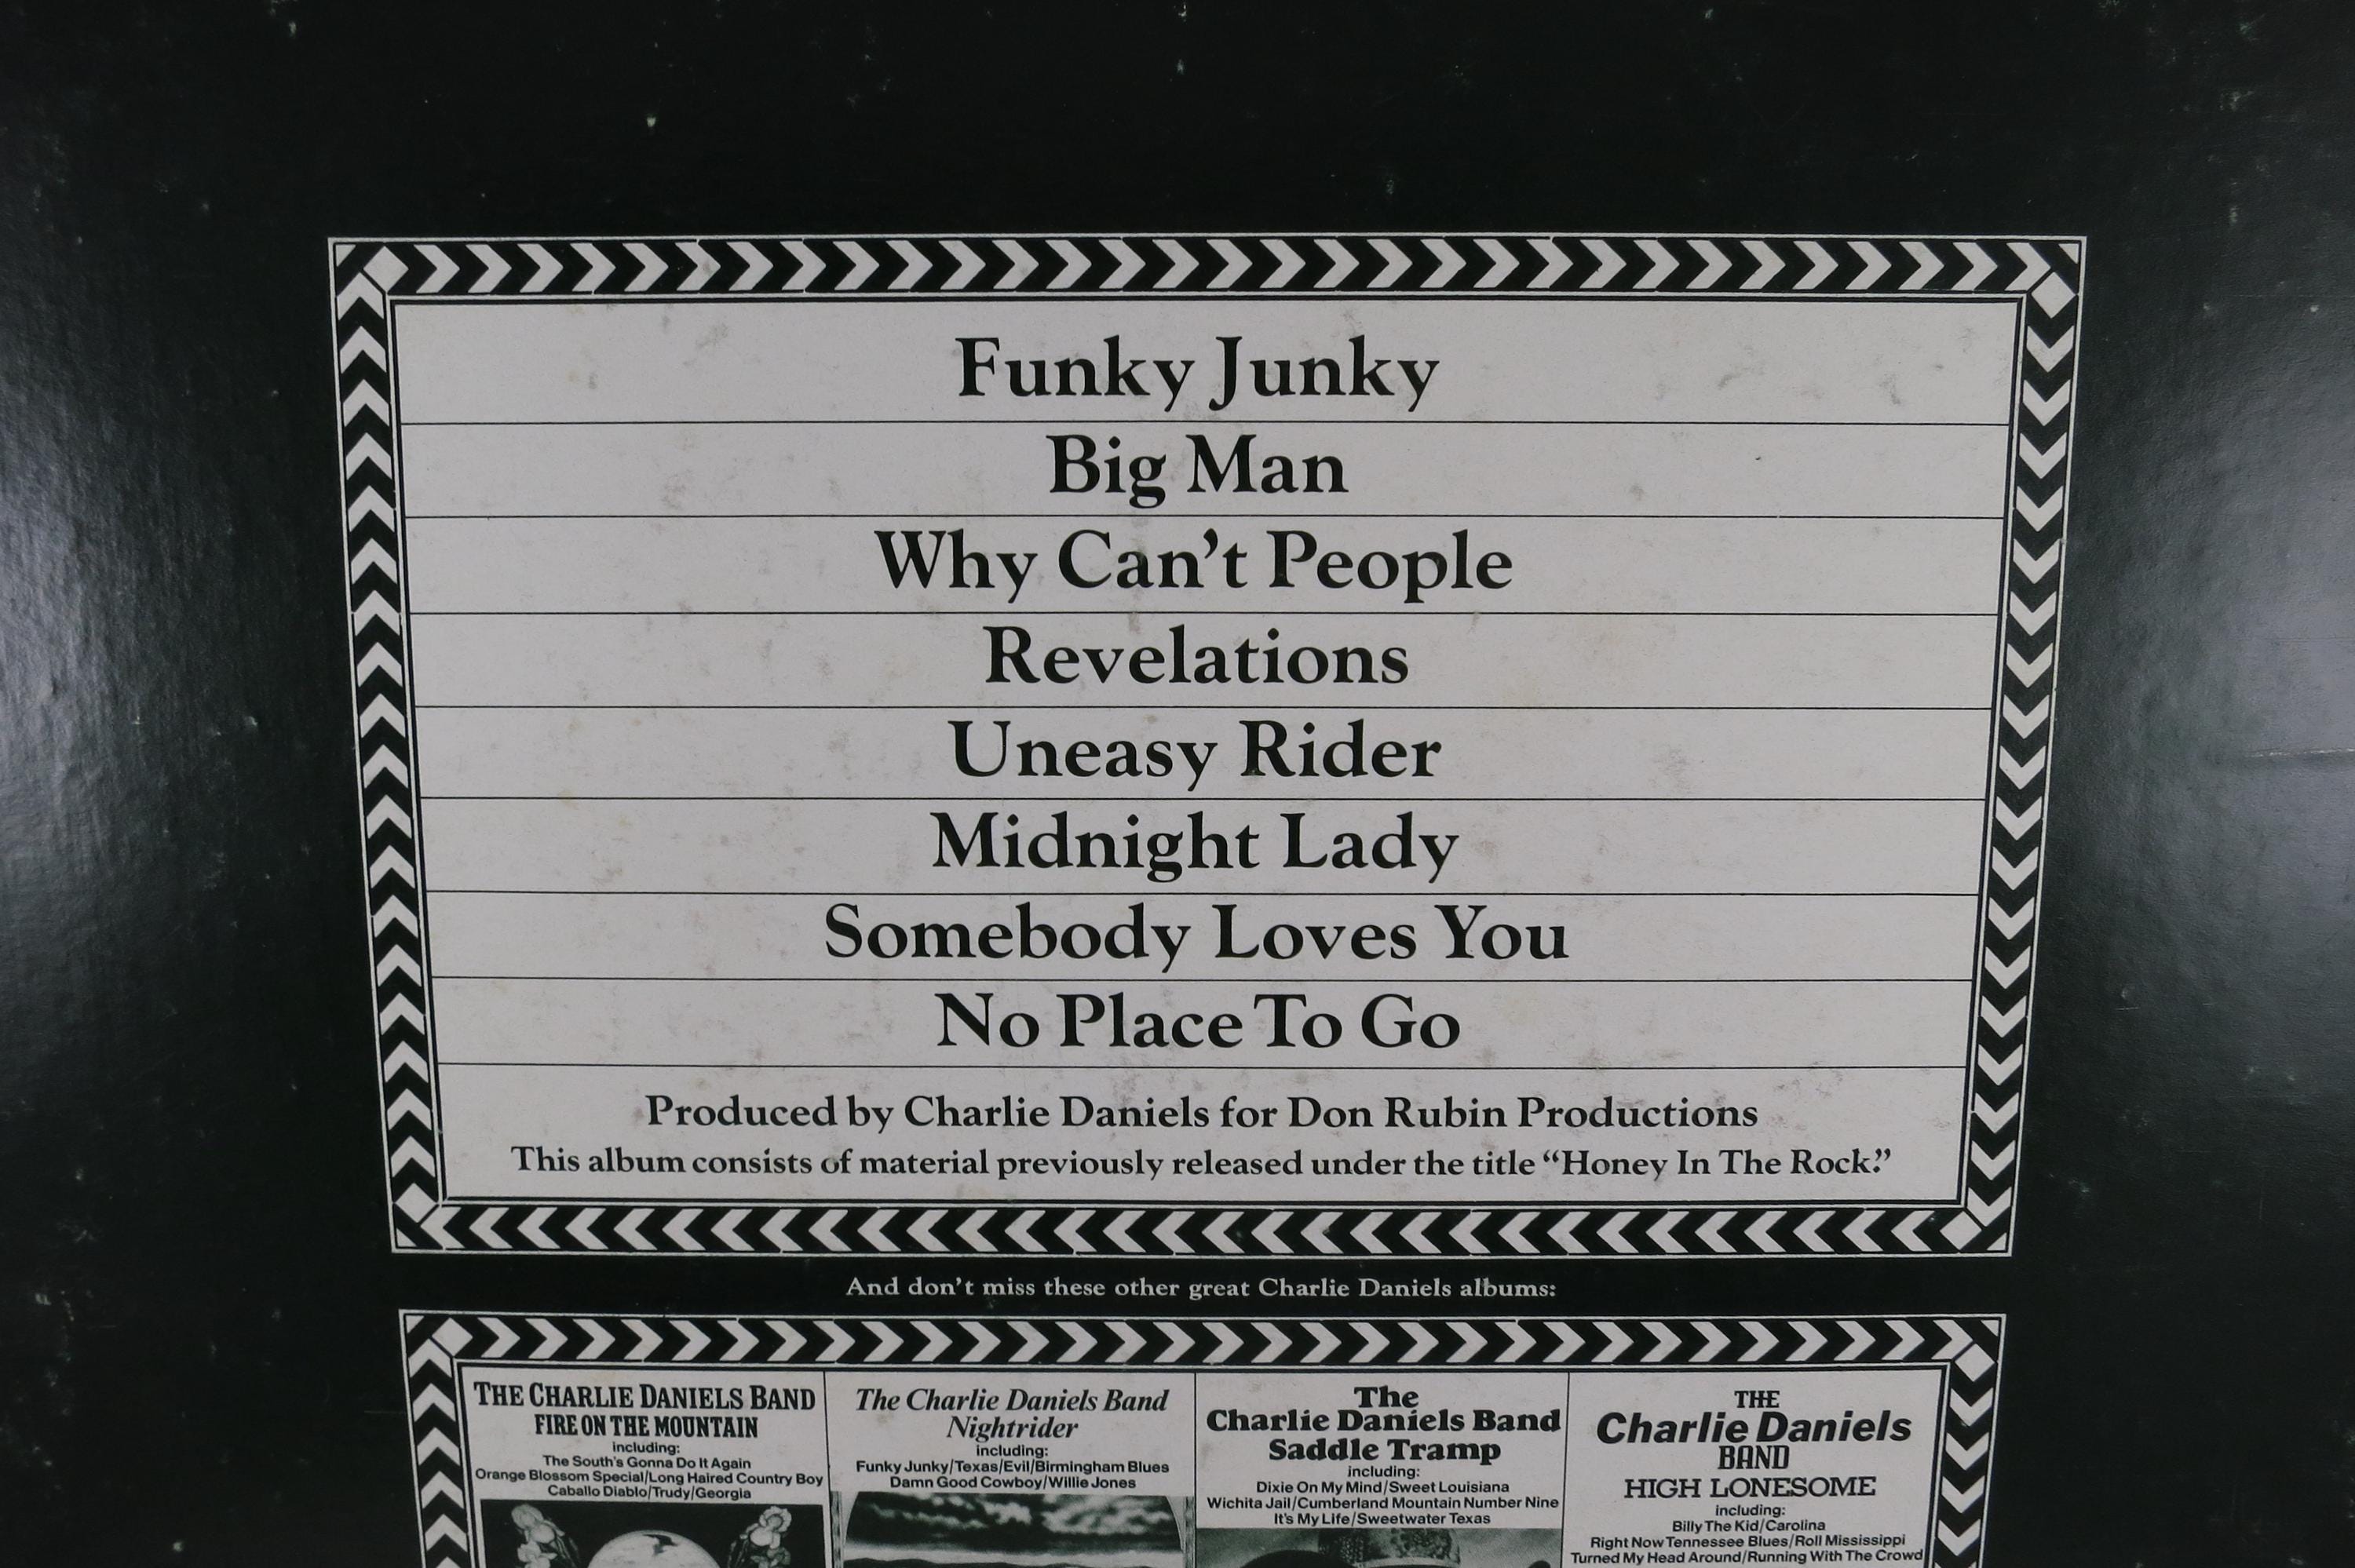 Funky Junky
Big Man
Why Can't People
Revelations
Uneasy Rider
Midnight Lady
Somebody Loves You
No Place To Go
Produced by Charlie Daniels for Don Rubin Productions
This album consists of material previously released under the title “Honey In The Rock.”
And don't miss these other great Charlie Daniels albums:
THE CHARLIE DANIELS BAND
FIRE ON THE MOUNTAIN
including:
The South's Gonna Do It Again
Orange Blossom Special/Long Haired Country Boy
Caballo Diablo/Trudy/Georgia
The Charlie Daniels Band
Nightrider
including:
Funky Junky/Texas/Evil/Birmingham Blues
Damn Good Cowboy/Willie Jones
The
Charlie Daniels Band
Saddle Tramp
including:
Dixie On My Mind/Sweet Louisiana
Wichita Jail/Cumberland Mountain Number Nine
It's My Life/Sweetwater Texas
THE
Charlie Daniels
BAND
HIGH LONESOME
including:
Billy The Kid/Carolina
Right Now Tennessee Blues/Roll Mississippi
Turned My Head Around/Running With The Crowd